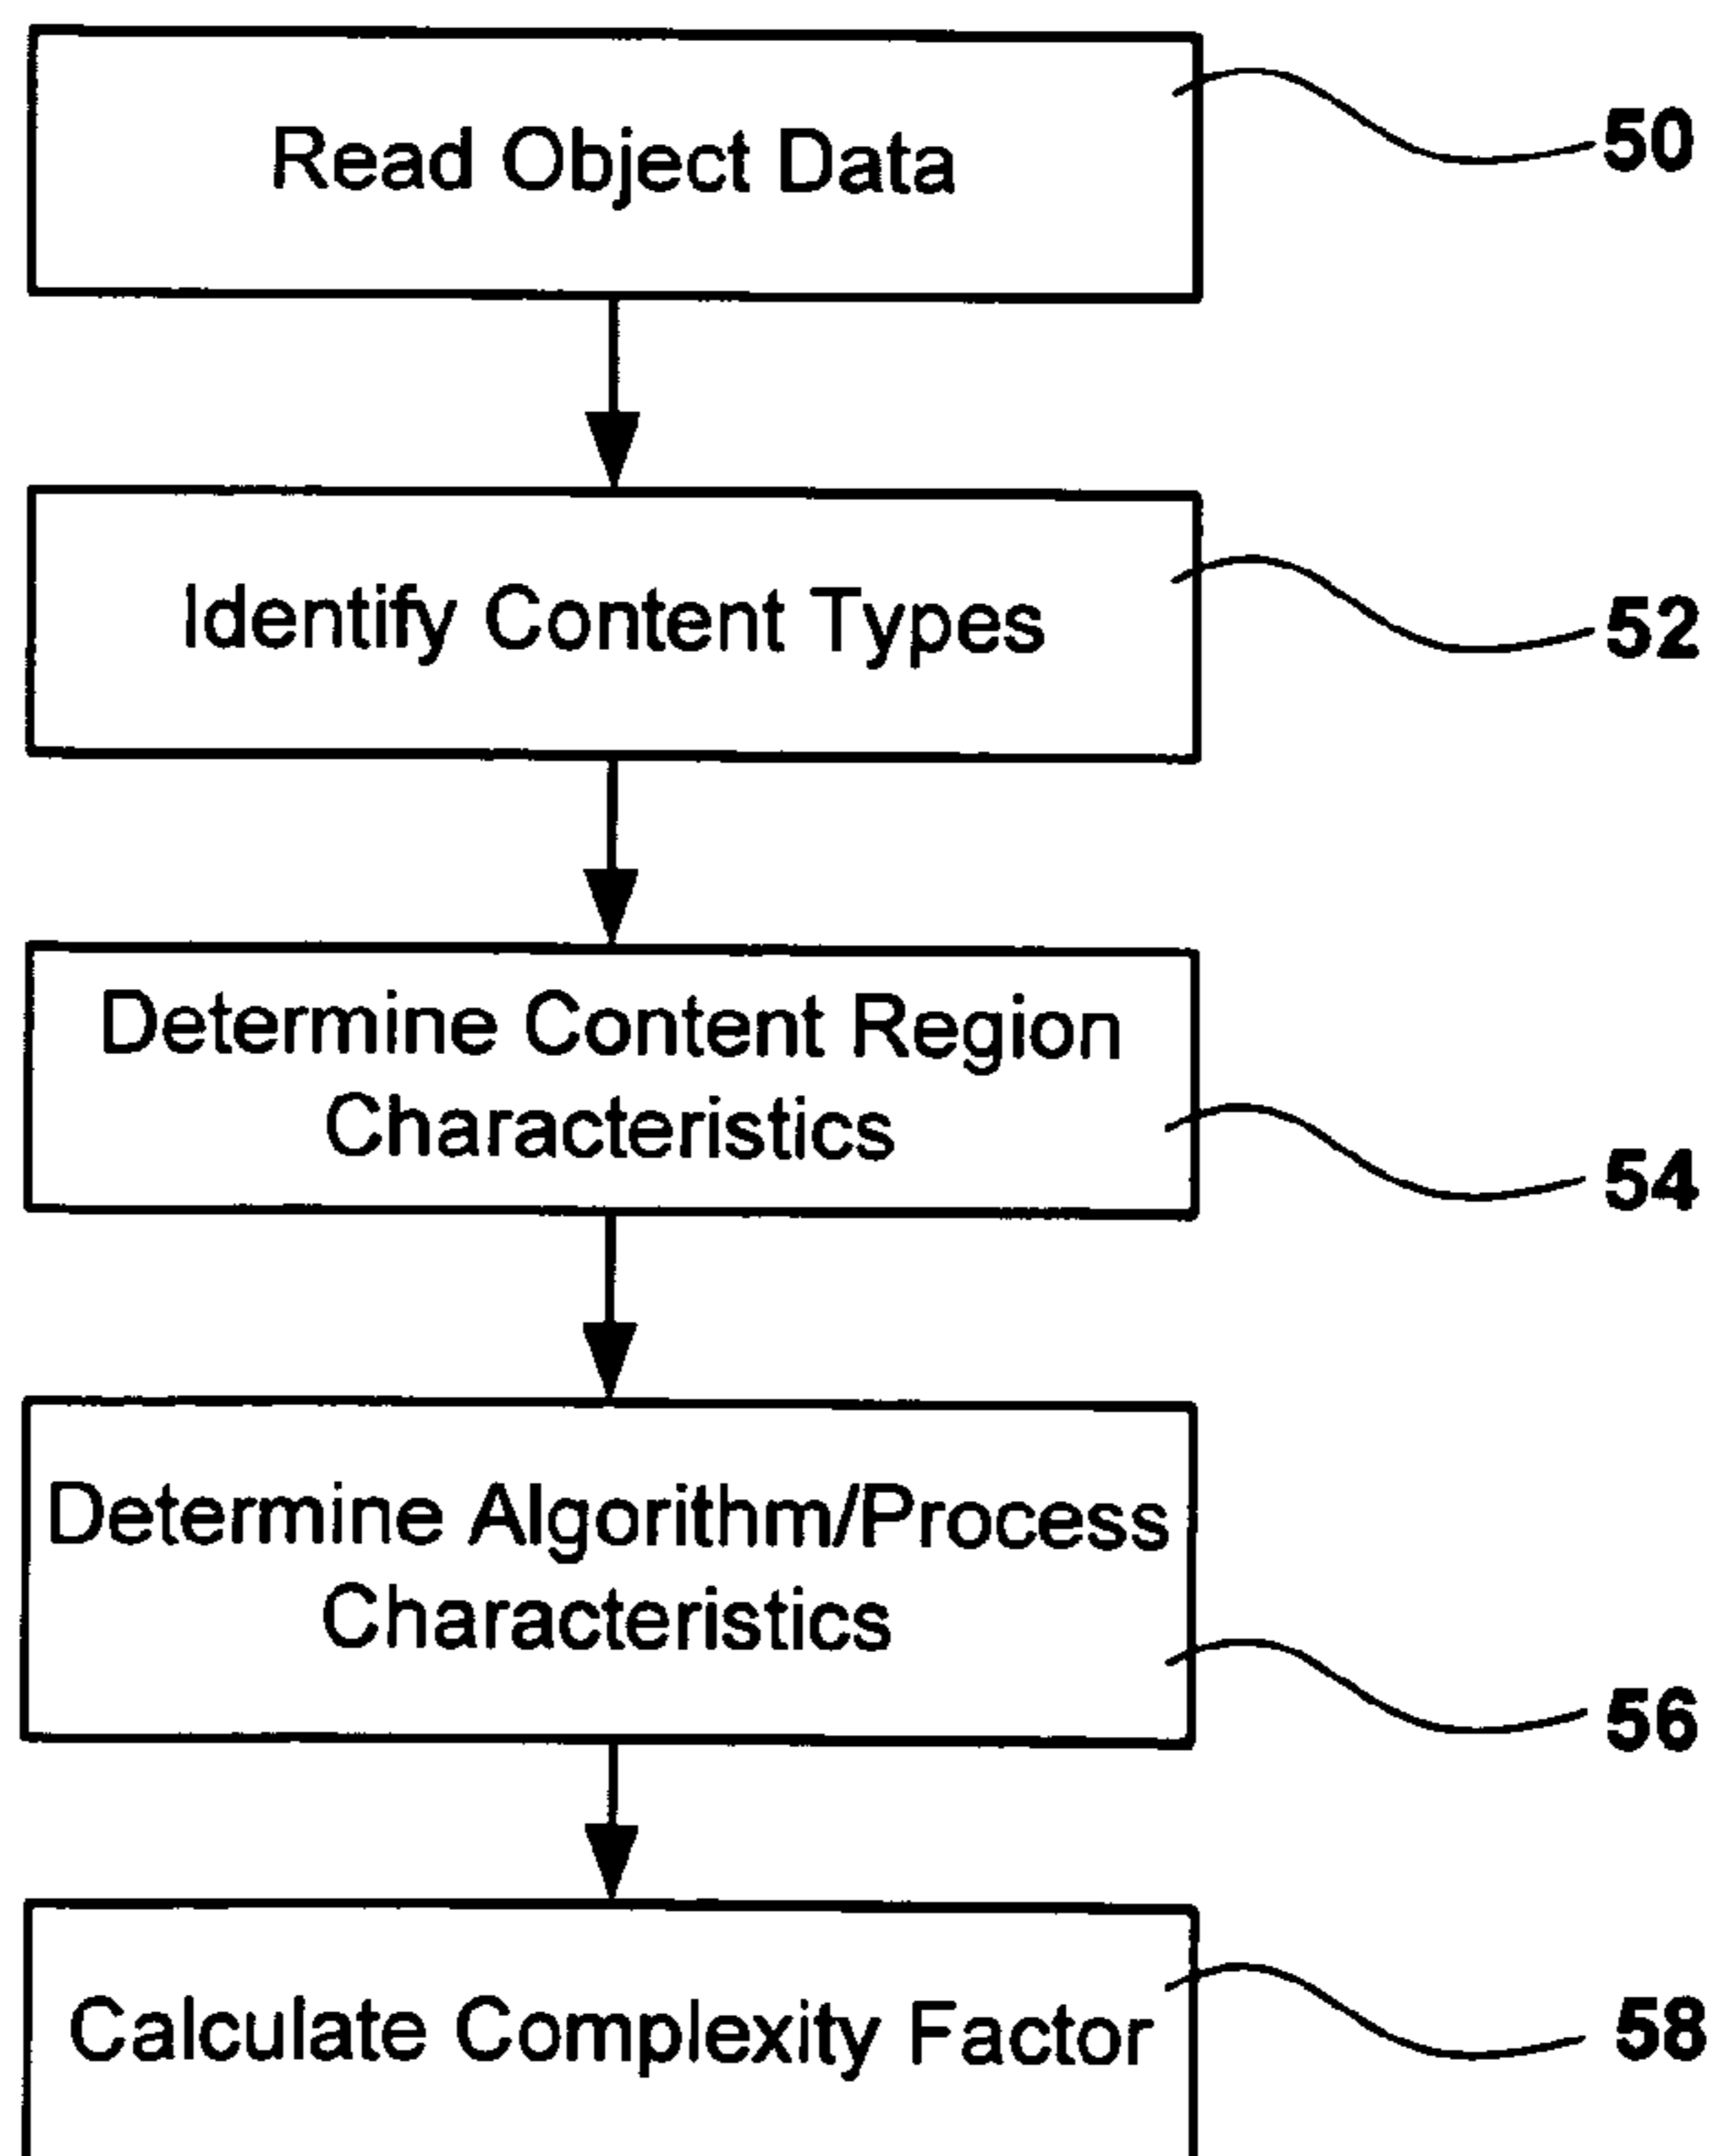 Read Object Data
50
Identify Content Types
52
Determine Content Region
Characteristics
54
Determine Algorithm/Process
Characteristics
56
Calculate Complexity Factor
58